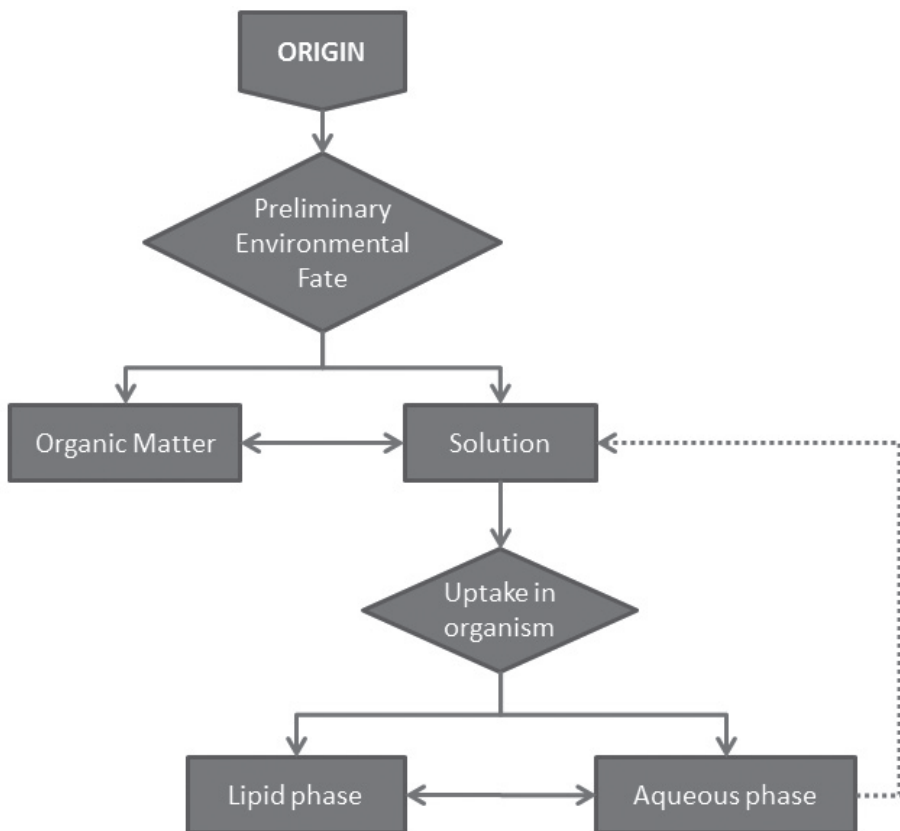 ORIGIN
Preliminary
Environmental
Fate
Organic Matter
Solution
Uptake in
organism
Lipid phase
Aqueous phase